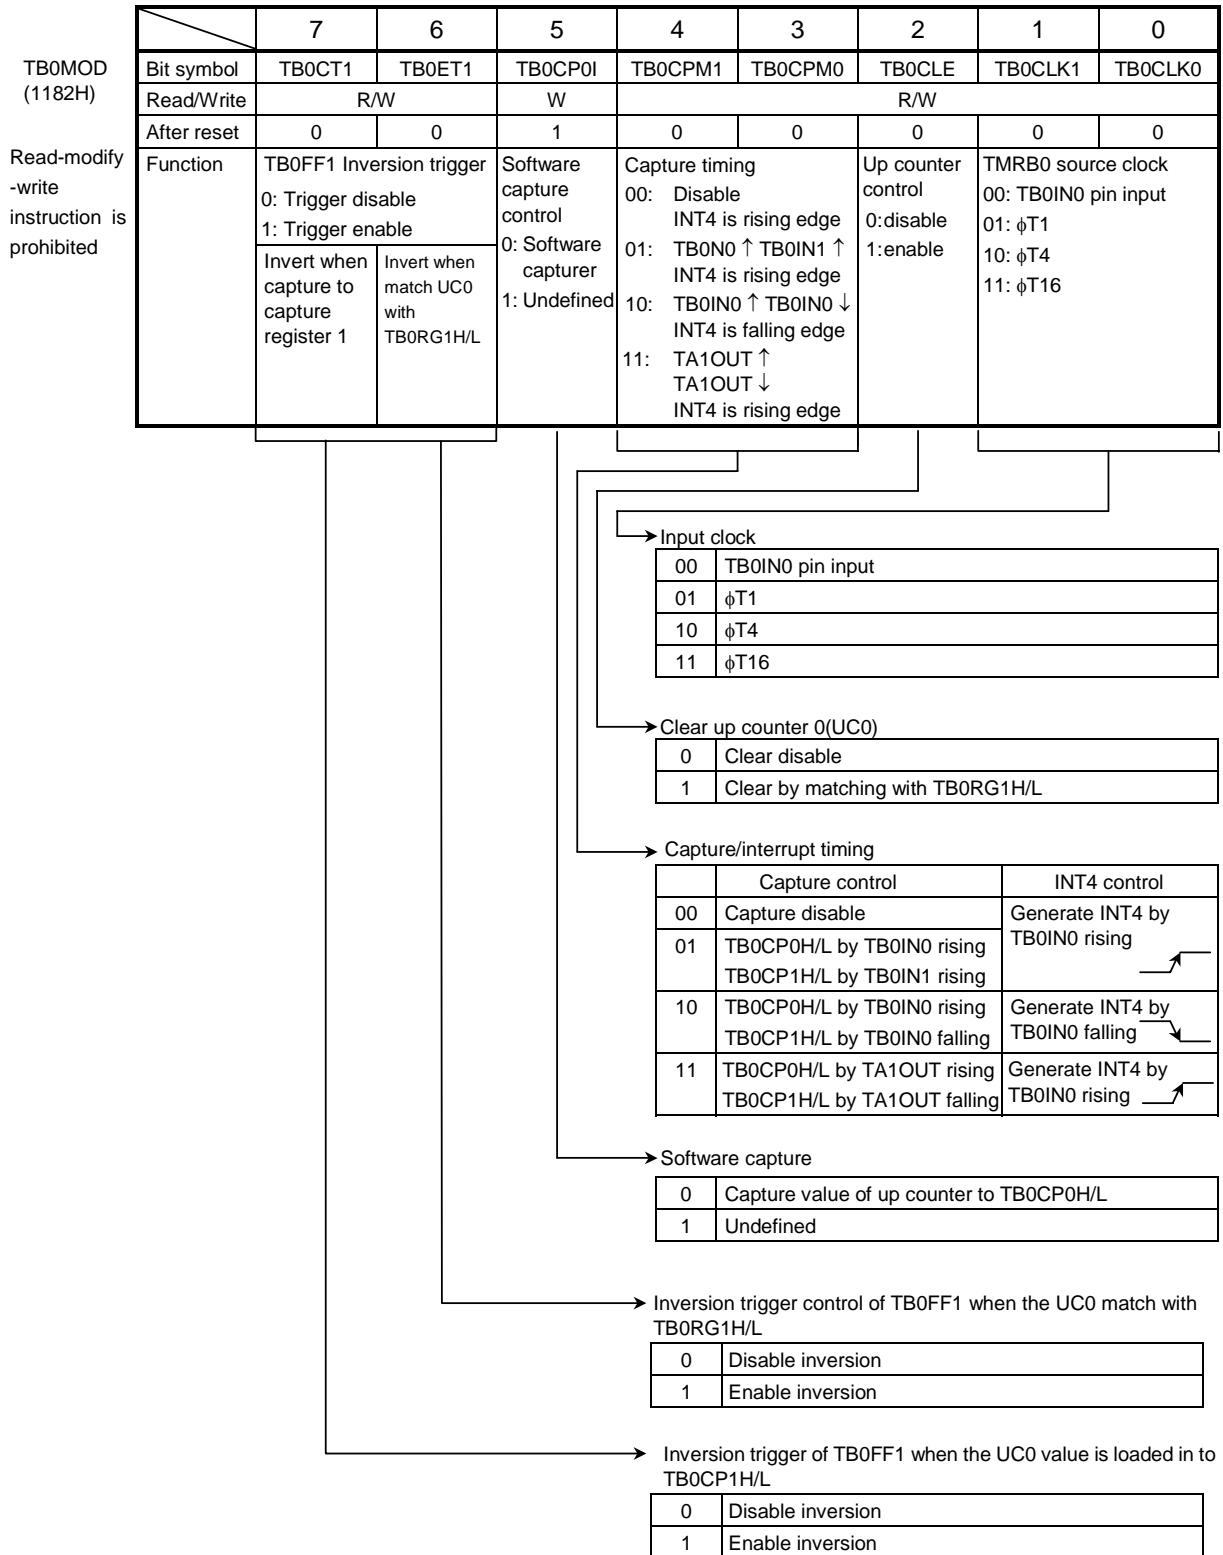 7 6 5 4 3 2 1 0
TB0MOD
(1182H)
Bit symbol TB0CT1 TB0ET1 TB0CP0I TB0CPM1 TB0CPM0 TB0CLE TB0CLK1 TB0CLK0
Read/Write R/W W R/W
After reset 0 0 1 0 0 0 0 0
Read-modify
-write
instruction is
prohibited
Function
TB0FF1 Inversion trigger
0: Trigger disable
1: Trigger enable
Invert when
capture to
capture
register 1
Invert when
match UC0
with
TB0RG1H/L
Software
capture
control
0: Software
capturer
1: Undefined
Capture timing
00: Disable
INT4 is rising edge
01: TB0N0 ↑ TB0IN1 ↑
INT4 is rising edge
10: TB0IN0 ↑ TB0IN0 ↓
INT4 is falling edge
11: TA1OUT ↑
TA1OUT ↓
INT4 is rising edge
Up counter
control
0:disable
1:enable
TMRB0 source clock
00: TB0IN0 pin input
01: ϕT1
10: ϕT4
11: ϕT16
Input clock
00 TB0IN0 pin input
01 ϕT1
10 ϕT4
11 ϕT16
Clear up counter 0(UC0)
0 Clear disable
1 Clear by matching with TB0RG1H/L
Capture/interrupt timing
Capture control INT4 control
00 Capture disable
01 TB0CP0H/L by TB0IN0 rising
TB0CP1H/L by TB0IN1 rising
Generate INT4 by
TB0IN0 rising
10 TB0CP0H/L by TB0IN0 rising
TB0CP1H/L by TB0IN0 falling
Generate INT4 by
TB0IN0 falling
11 TB0CP0H/L by TA1OUT rising
TB0CP1H/L by TA1OUT falling
Generate INT4 by
TB0IN0 rising
Software capture
0 Capture value of up counter to TB0CP0H/L
1 Undefined
Inversion trigger control of TB0FF1 when the UC0 match with
TB0RG1H/L
0 Disable inversion
1 Enable inversion
Inversion trigger of TB0FF1 when the UC0 value is loaded in to
TB0CP1H/L
0 Disable inversion
1 Enable inversion